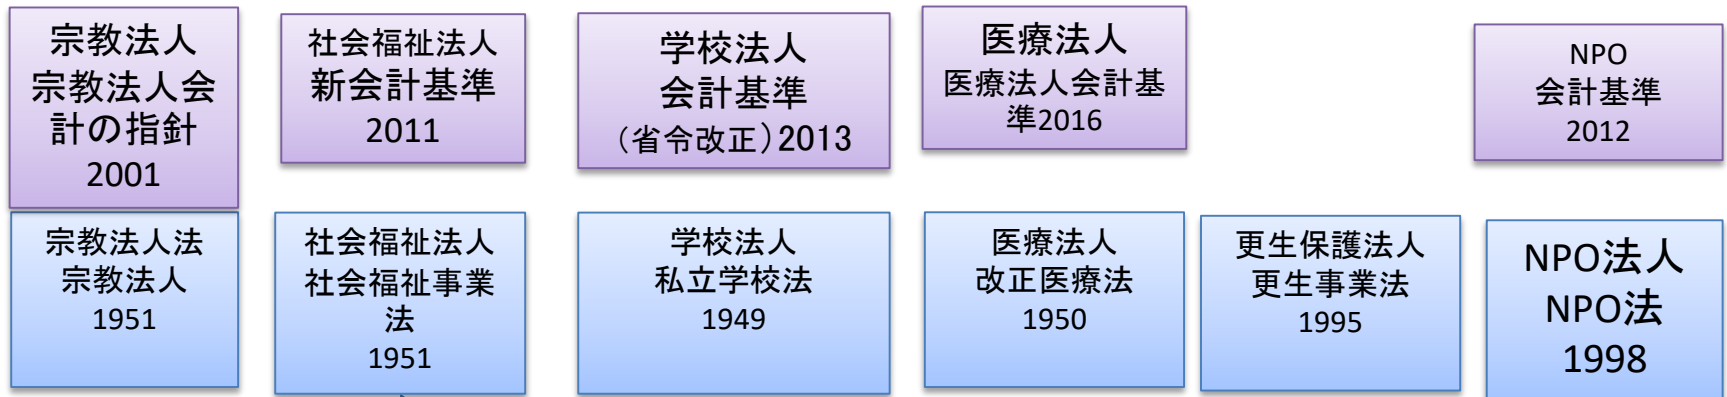 宗教法人
宗教法人会
計の指針
2001
社会福祉法人
新会計基準
2011
学校法人
会計基準
（省令改正）2013
医療法人
医療法人会計基
準2016
NPO
会計基準
2012
宗教法人法
宗教法人
1951
社会福祉法人
社会福祉事業
法
1951
学校法人
私立学校法
1949
医療法人
改正医療法
1950
更生保護法人
更生事業法
1995
NPO法人
NPO法
1998